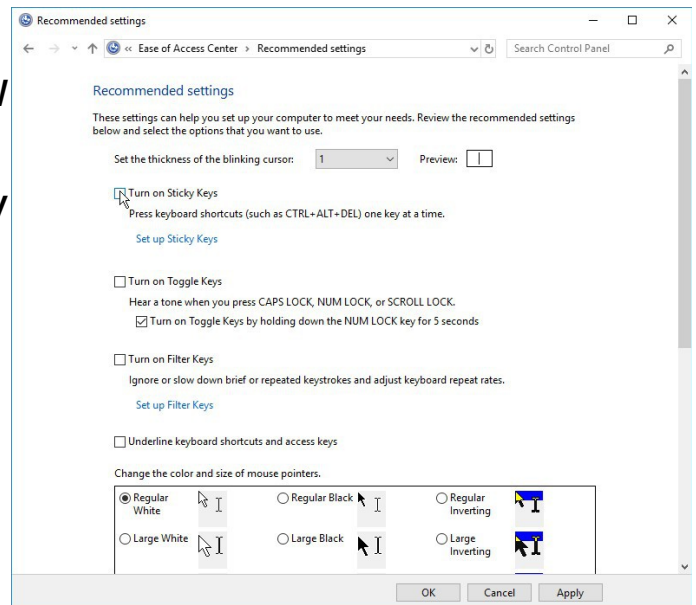 Recommended settings
« Ease of Access Center > Recommended settings
Search Control Panel
Recommended settings
These settings can help you set up your computer to meet your needs. Review the recommended settings
below and select the options that you want to use.
Set the thickness of the blinking cursor: 1 Preview:
Turn on Sticky Keys
Press keyboard shortcuts (such as CTRL+ALT+DEL) one key at a time.
Set up Sticky Keys
Turn on Toggle Keys
Hear a tone when you press CAPS LOCK, NUM LOCK, or SCROLL LOCK.
Turn on Toggle Keys by holding down the NUM LOCK key for 5 seconds
Turn on Filter Keys
Ignore or slow down brief or repeated keystrokes and adjust keyboard repeat rates.
Set up Filter Keys
Underline keyboard shortcuts and access keys
Change the color and size of mouse pointers.
Regular White
Regular Black
Regular Inverting
Large White
Large Black
Large Inverting
OK Cancel Apply